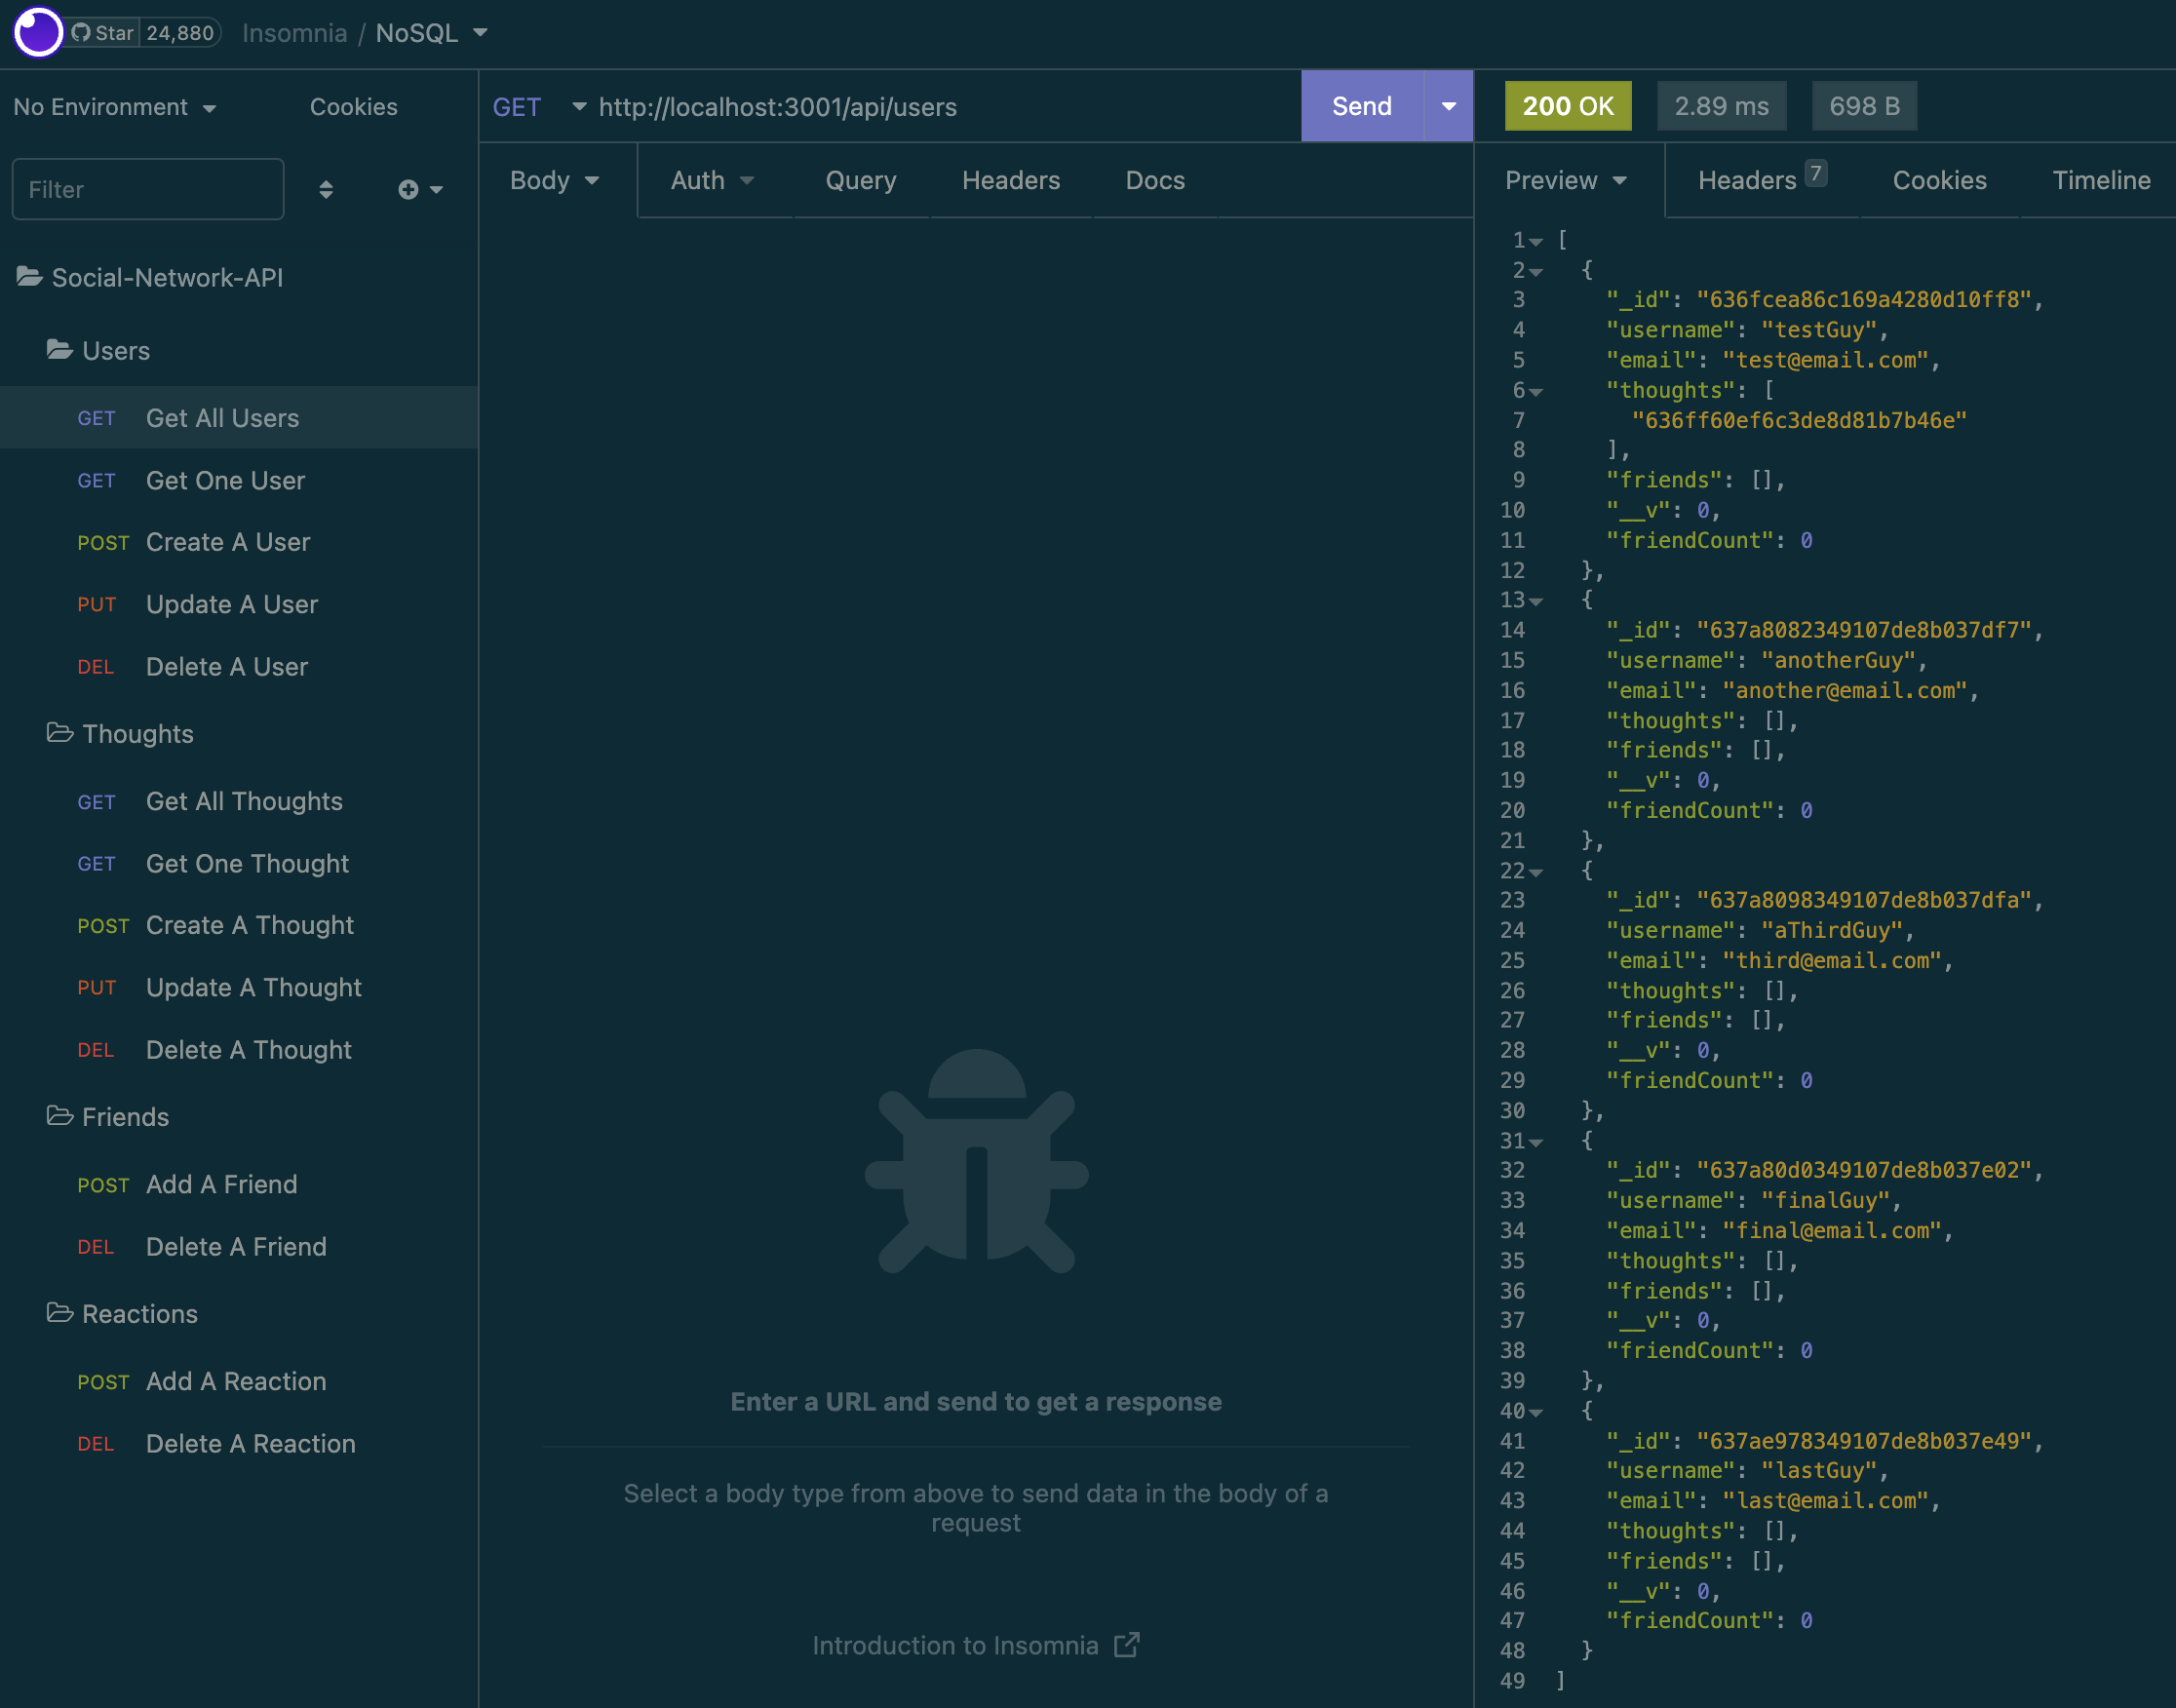 Star 24,880 Insomnia / NoSQL
No Environment
Cookies
Filter
Social-Network-API
Users
GET Get All Users
GET Get One User
POST Create A User
PUT Update A User
DEL Delete A User
Thoughts
GET Get All Thoughts
GET Get One Thought
POST Create A Thought
PUT Update A Thought
DEL Delete A Thought
Friends
POST Add A Friend
DEL Delete A Friend
Reactions
POST Add A Reaction
DEL Delete A Reaction
GET http://localhost:3001/api/users Send
Body Auth Query Headers Docs
Enter a URL and send to get a response
Select a body type from above to send data in the body of a
request
Introduction to Insomnia
200 OK 2.89 ms 698 B
Preview Headers 7 Cookies Timeline
1 [
2 {
3 "_id": "636fcea86c169a4280d10ff8",
4 "username": "testGuy",
5 "email": "test@email.com",
6 "thoughts": [
7 "636ff60ef6c3de8d81b7b46e"
8 ],
9 "friends": [],
10 "__v": 0,
11 "friendCount": 0
12 },
13 {
14 "_id": "637a8082349107de8b037df7",
15 "username": "anotherGuy",
16 "email": "another@email.com",
17 "thoughts": [],
18 "friends": [],
19 "__v": 0,
20 "friendCount": 0
21 },
22 {
23 "_id": "637a8098349107de8b037dfa",
24 "username": "aThirdGuy",
25 "email": "third@email.com",
26 "thoughts": [],
27 "friends": [],
28 "__v": 0,
29 "friendCount": 0
30 },
31 {
32 "_id": "637a80d0349107de8b037e02",
33 "username": "finalGuy",
34 "email": "final@email.com",
35 "thoughts": [],
36 "friends": [],
37 "__v": 0,
38 "friendCount": 0
39 },
40 {
41 "_id": "637ae978349107de8b037e49",
42 "username": "lastGuy",
43 "email": "last@email.com",
44 "thoughts": [],
45 "friends": [],
46 "__v": 0,
47 "friendCount": 0
48 }
49 ]